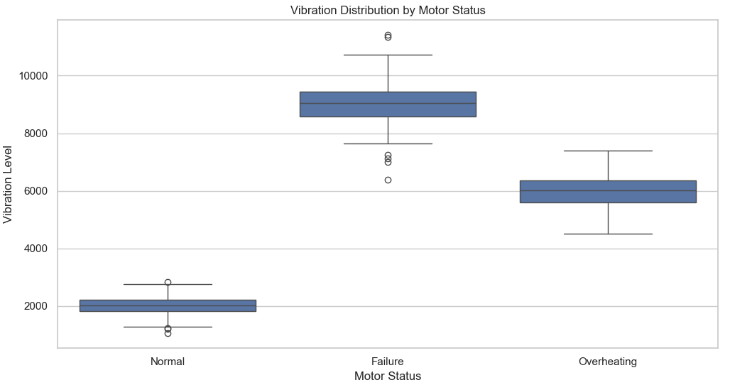 Vibration Distribution by Motor Status
Vibration Level
10000
8000
6000
4000
2000
Normal Failure Overheating
Motor Status